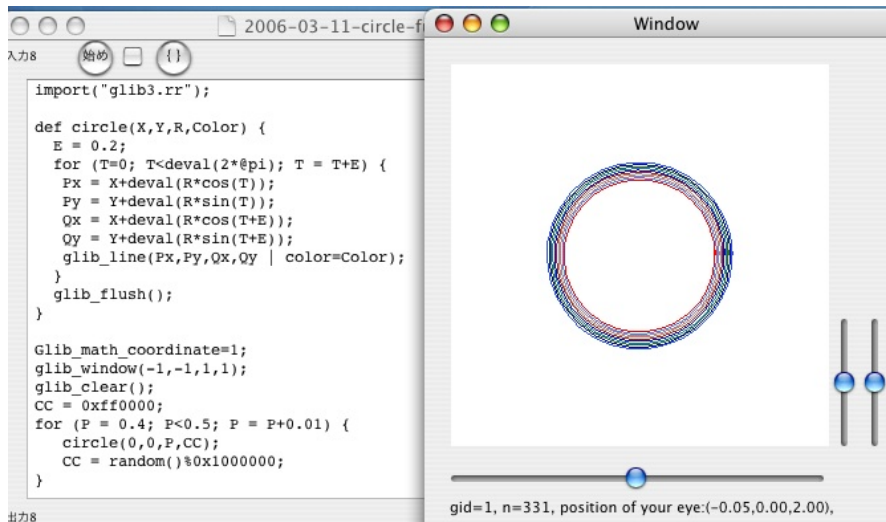 2006-03-11-circle-f
Window
入力8
始め
{ }
import("glib3.rr");
def circle(X,Y,R,Color) {
E = 0.2;
for (T=0; T<deval(2*@pi); T = T+E) {
Px = X+deval(R*cos(T));
Py = Y+deval(R*sin(T));
Qx = X+deval(R*cos(T+E));
Qy = Y+deval(R*sin(T+E));
glib_line(Px,Py,Qx,Qy | color=Color);
}
glib_flush();
}
Glib_math_coordinate=1;
glib_window(-1,-1,1,1);
glib_clear();
CC = 0xff0000;
for (P = 0.4; P<0.5; P = P+0.01) {
circle(0,0,P,CC);
CC = random()%0x1000000;
}
出力8
gid=1, n=331, position of your eye:(-0.05,0.00,2.00),